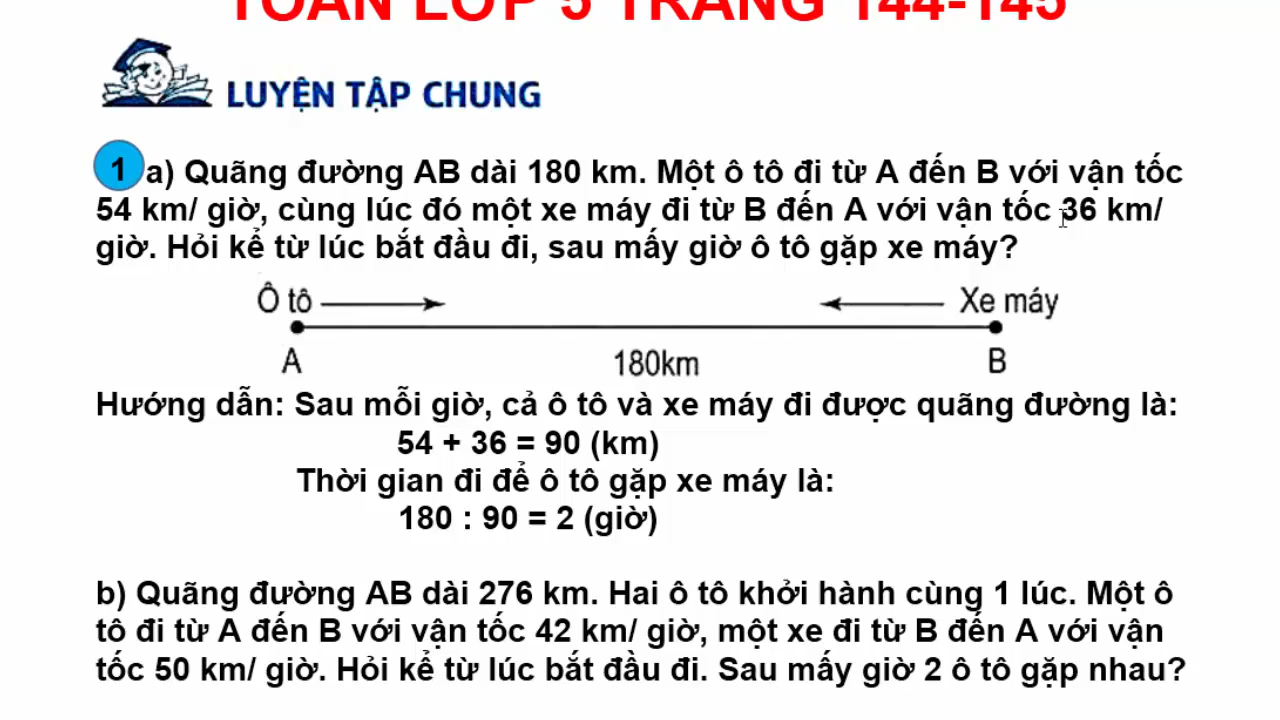 TOÁN LỚP 5 TRANG 144-145
LUYỆN TẬP CHUNG
1 a) Quãng đường AB dài 180 km. Một ô tô đi từ A đến B với vận tốc
54 km/ giờ, cùng lúc đó một xe máy đi từ B đến A với vận tốc 36 km/
giờ. Hỏi kể từ lúc bắt đầu đi, sau mấy giờ ô tô gặp xe máy?
Ô tô Xe máy
A 180km B
Hướng dẫn: Sau mỗi giờ, cả ô tô và xe máy đi được quãng đường là:
54 + 36 = 90 (km)
Thời gian đi để ô tô gặp xe máy là:
180 : 90 = 2 (giờ)
b) Quãng đường AB dài 276 km. Hai ô tô khởi hành cùng 1 lúc. Một ô
tô đi từ A đến B với vận tốc 42 km/ giờ, một xe đi từ B đến A với vận
tốc 50 km/ giờ. Hỏi kể từ lúc bắt đầu đi. Sau mấy giờ 2 ô tô gặp nhau?